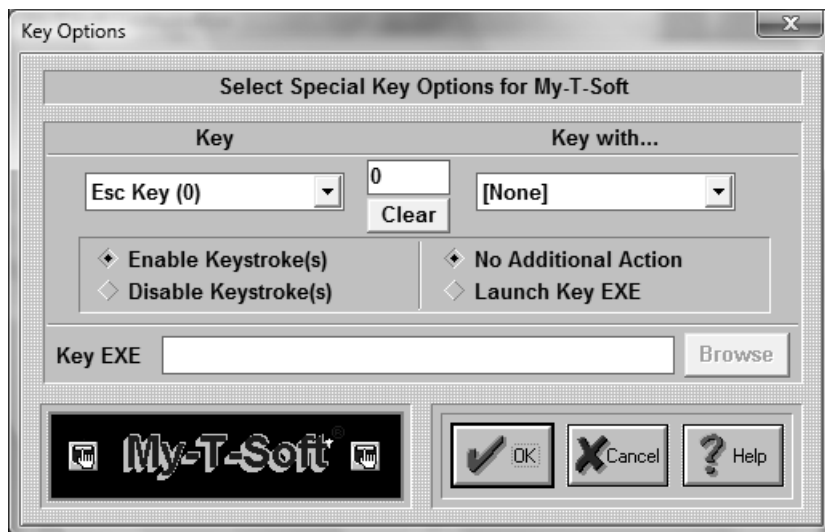 Key Options
Select Special Key Options for My-T-Soft
Key Key with...
Esc Key (0) 0 [None]
Clear
Enable Keystroke(s) No Additional Action
Disable Keystroke(s) Launch Key EXE
Key EXE Browse
My-T-Soft® OK Cancel Help